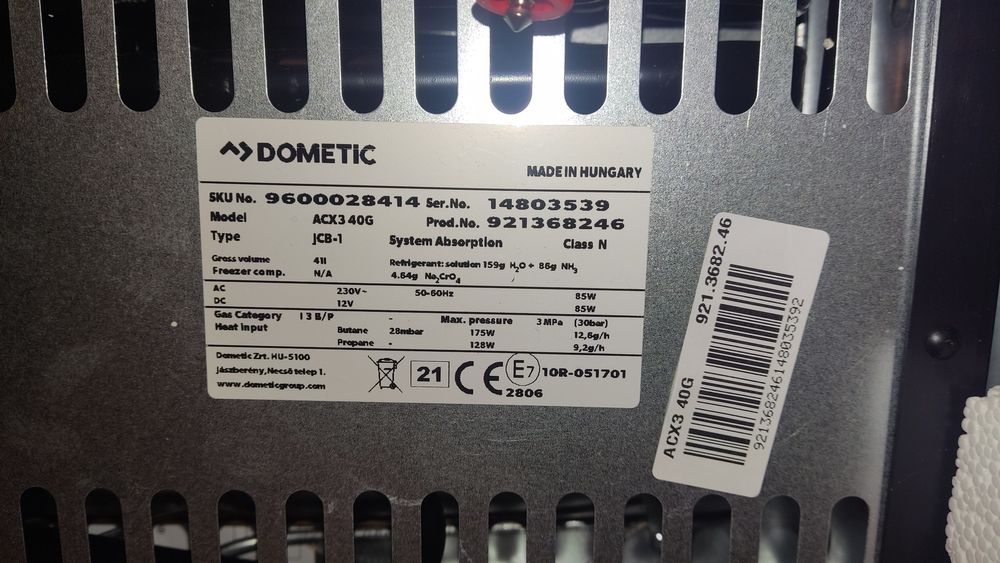 DOMETIC
MADE IN HUNGARY
SKU No. 9600028414 Ser.No. 14803539
Model ACX3 40G Prod.No. 921368246
Type JCB-1 System Absorption Class N
Gross volume 41l Refrigerant: solution 159g H₂O + 86g NH₃
Freezer comp. N/A 4.64g Na₂CrO₄
AC 230V~ 50-60Hz 85W
DC 12V 85W
Gas Category I 3 B/P - Max. pressure 3 MPa (30bar)
Heat input Butane 28mbar 175W 12,6g/h
Propane - 128W 9,2g/h
Dometic Zrt. HU-5100
Jászberény, Necső telep 1.
www.dometicgroup.com
21 CE E7 10R-051701
2806
ACX3 40G 921.3682.46
921368246148035392